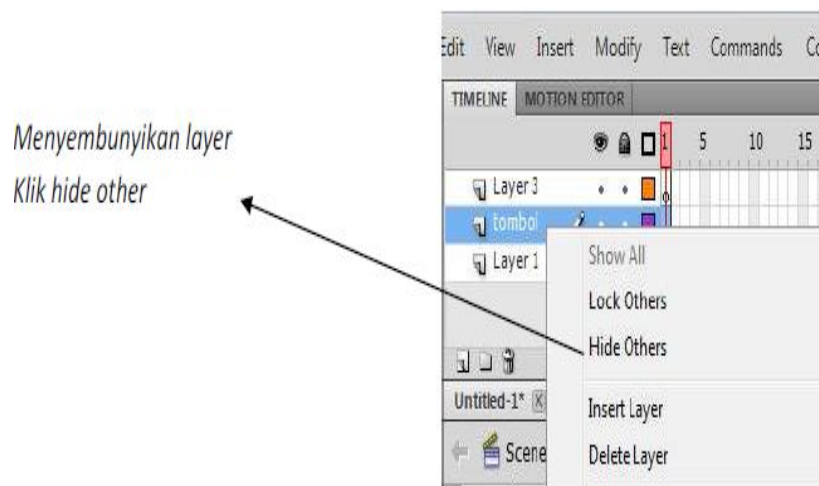 Menyembunyikan layer
Klik hide other
Edit View Insert Modify Text Commands Co
TIMELINE MOTION EDITOR
1 5 10 15
Layer 3
tombol
Layer 1
Show All
Lock Others
Hide Others
Insert Layer
Delete Layer
Untitled-1*
Scene